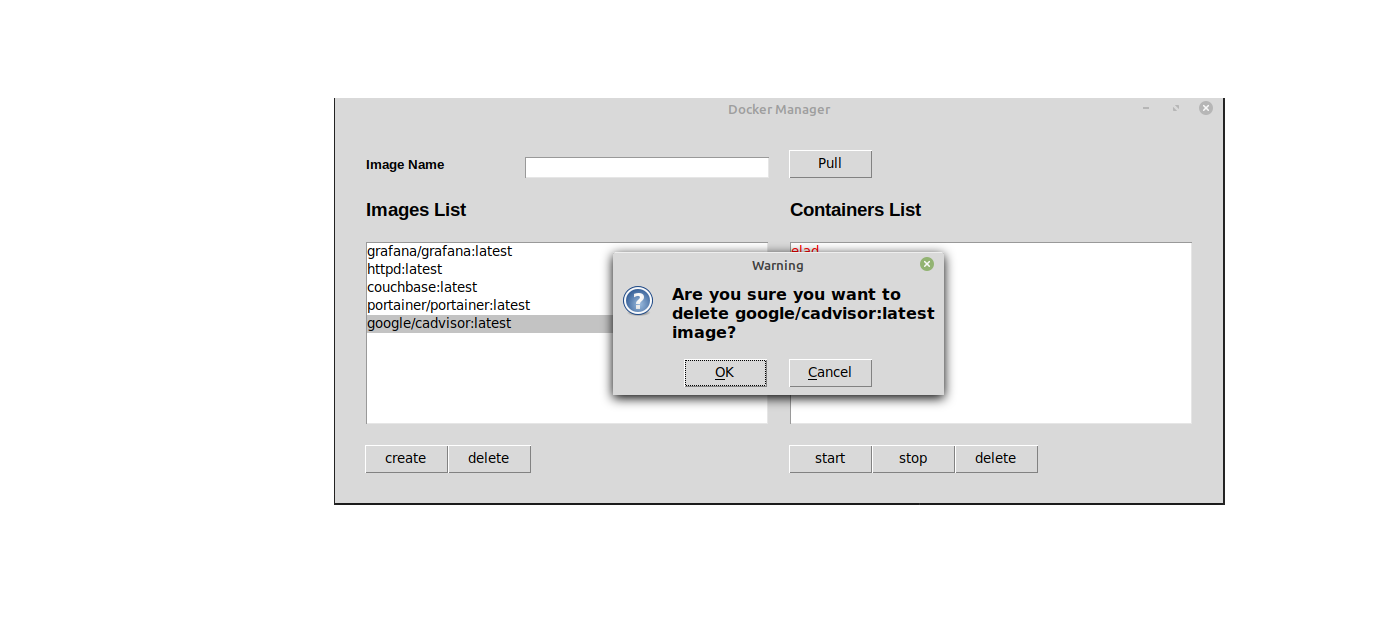 Docker Manager
Image Name
Pull
Images List
Containers List
grafana/grafana:latest
httpd:latest
couchbase:latest
portainer/portainer:latest
google/cadvisor:latest
elad
Warning
Are you sure you want to
delete google/cadvisor:latest
image?
OK
Cancel
create
delete
start
stop
delete